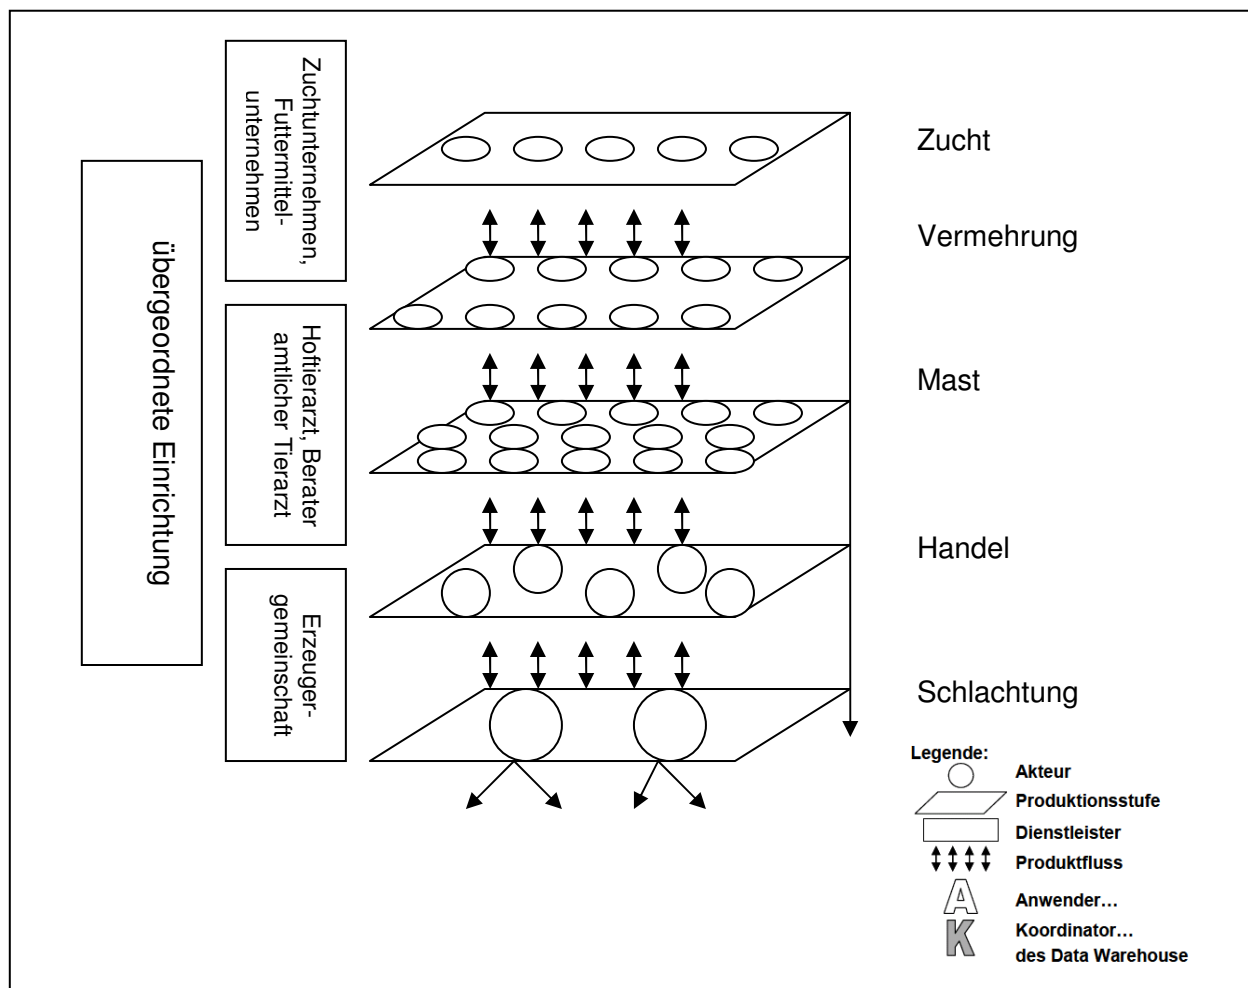 übergeordnete Einrichtung
Zuchtunternehmen,
Futtermittel-
unternehmen
Hoftierarzt, Berater
amtlicher Tierarzt
Erzeuger-
gemeinschaft
Zucht
Vermehrung
Mast
Handel
Schlachtung
Legende:
Akteur
Produktionsstufe
Dienstleister
Produktfluss
A
Anwender…
K
Koordinator…
des Data Warehouse